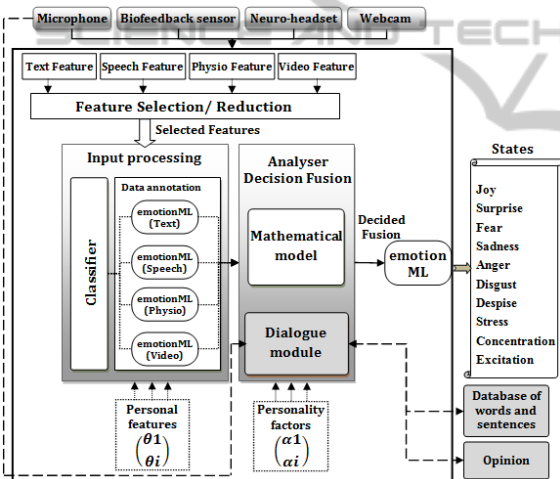 Microphone
Biofeedback sensor
Neuro-headset
Webcam
SCIENCE AND TECH
Text Feature
Speech Feature
Physio Feature
Video Feature
Feature Selection/ Reduction
Selected Features
Input processing
Classifier
Data annotation
emotionML
(Text)
emotionML
(Speech)
emotionML
(Physio)
emotionML
(Video)
Analyser
Decision Fusion
Mathematical
model
Dialogue
module
Decided
Fusion
emotion
ML
States
Joy
Surprise
Fear
Sadness
Anger
Disgust
Despise
Stress
Concentration
Excitation
Personal
features
(θ1
θi)
Personality
factors
(α1
αi)
Database of
words and
sentences
Opinion